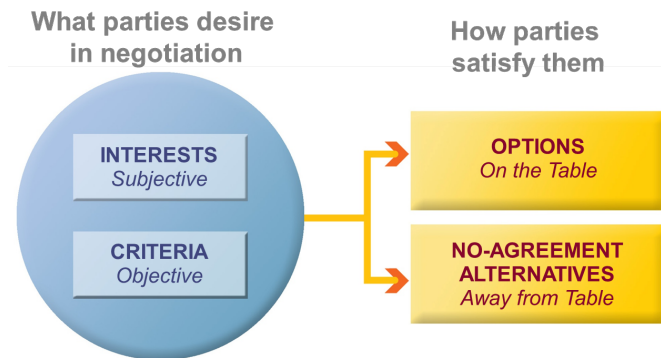 What parties desire
in negotiation
How parties
satisfy them
INTERESTS
Subjective
CRITERIA
Objective
OPTIONS
On the Table
NO-AGREEMENT
ALTERNATIVES
Away from Table